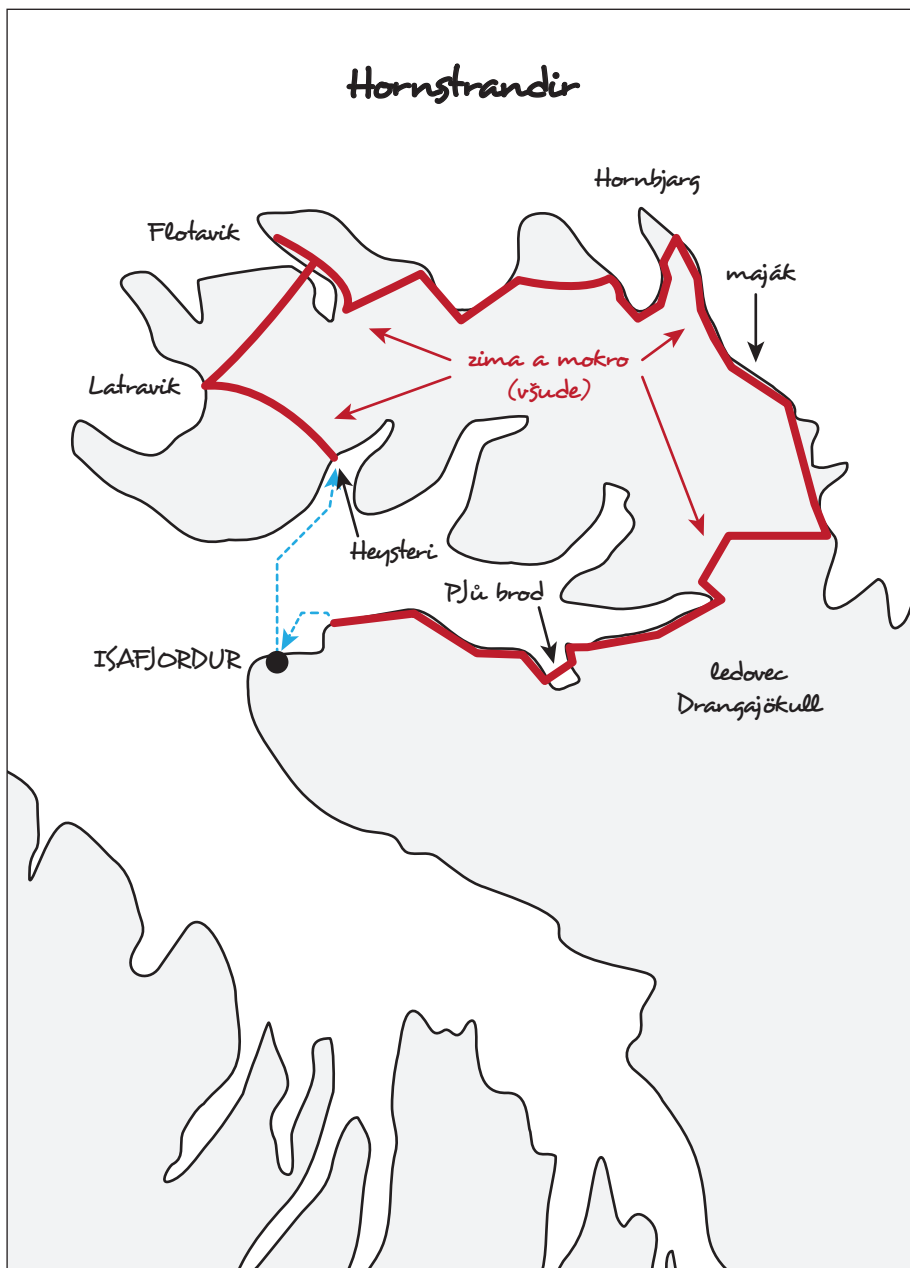 Hornstrandir
Hornbjarg
Flotavik
maják
zima a mokro
(všude)
Latravik
Heysteri
PJů brod
ISAFJORDUR
ledovec
Drangajökull